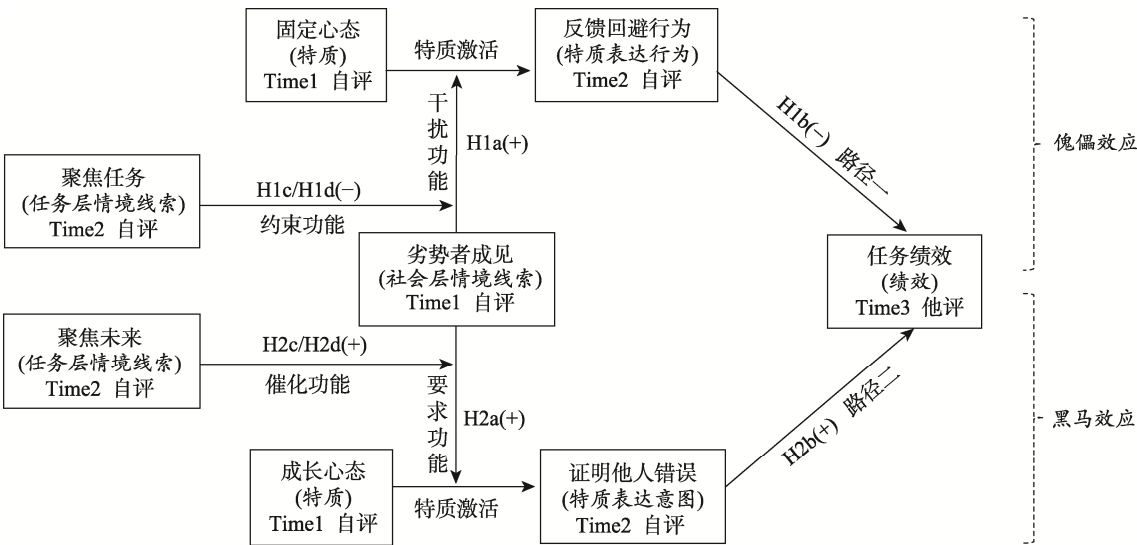 固定心态
(特质)
Time1 自评
特质激活
反馈回避行为
(特质表达行为)
Time2 自评
干扰功能
H1a(+)
H1b(−) 路径一
傀儡效应
聚焦任务
(任务层情境线索)
Time2 自评
H1c/H1d(−)
约束功能
劣势者成见
(社会层情境线索)
Time1 自评
任务绩效
(绩效)
Time3 他评
聚焦未来
(任务层情境线索)
Time2 自评
H2c/H2d(+)
催化功能
要求功能
H2a(+)
H2b(+) 路径二
黑马效应
成长心态
(特质)
Time1 自评
特质激活
证明他人错误
(特质表达意图)
Time2 自评